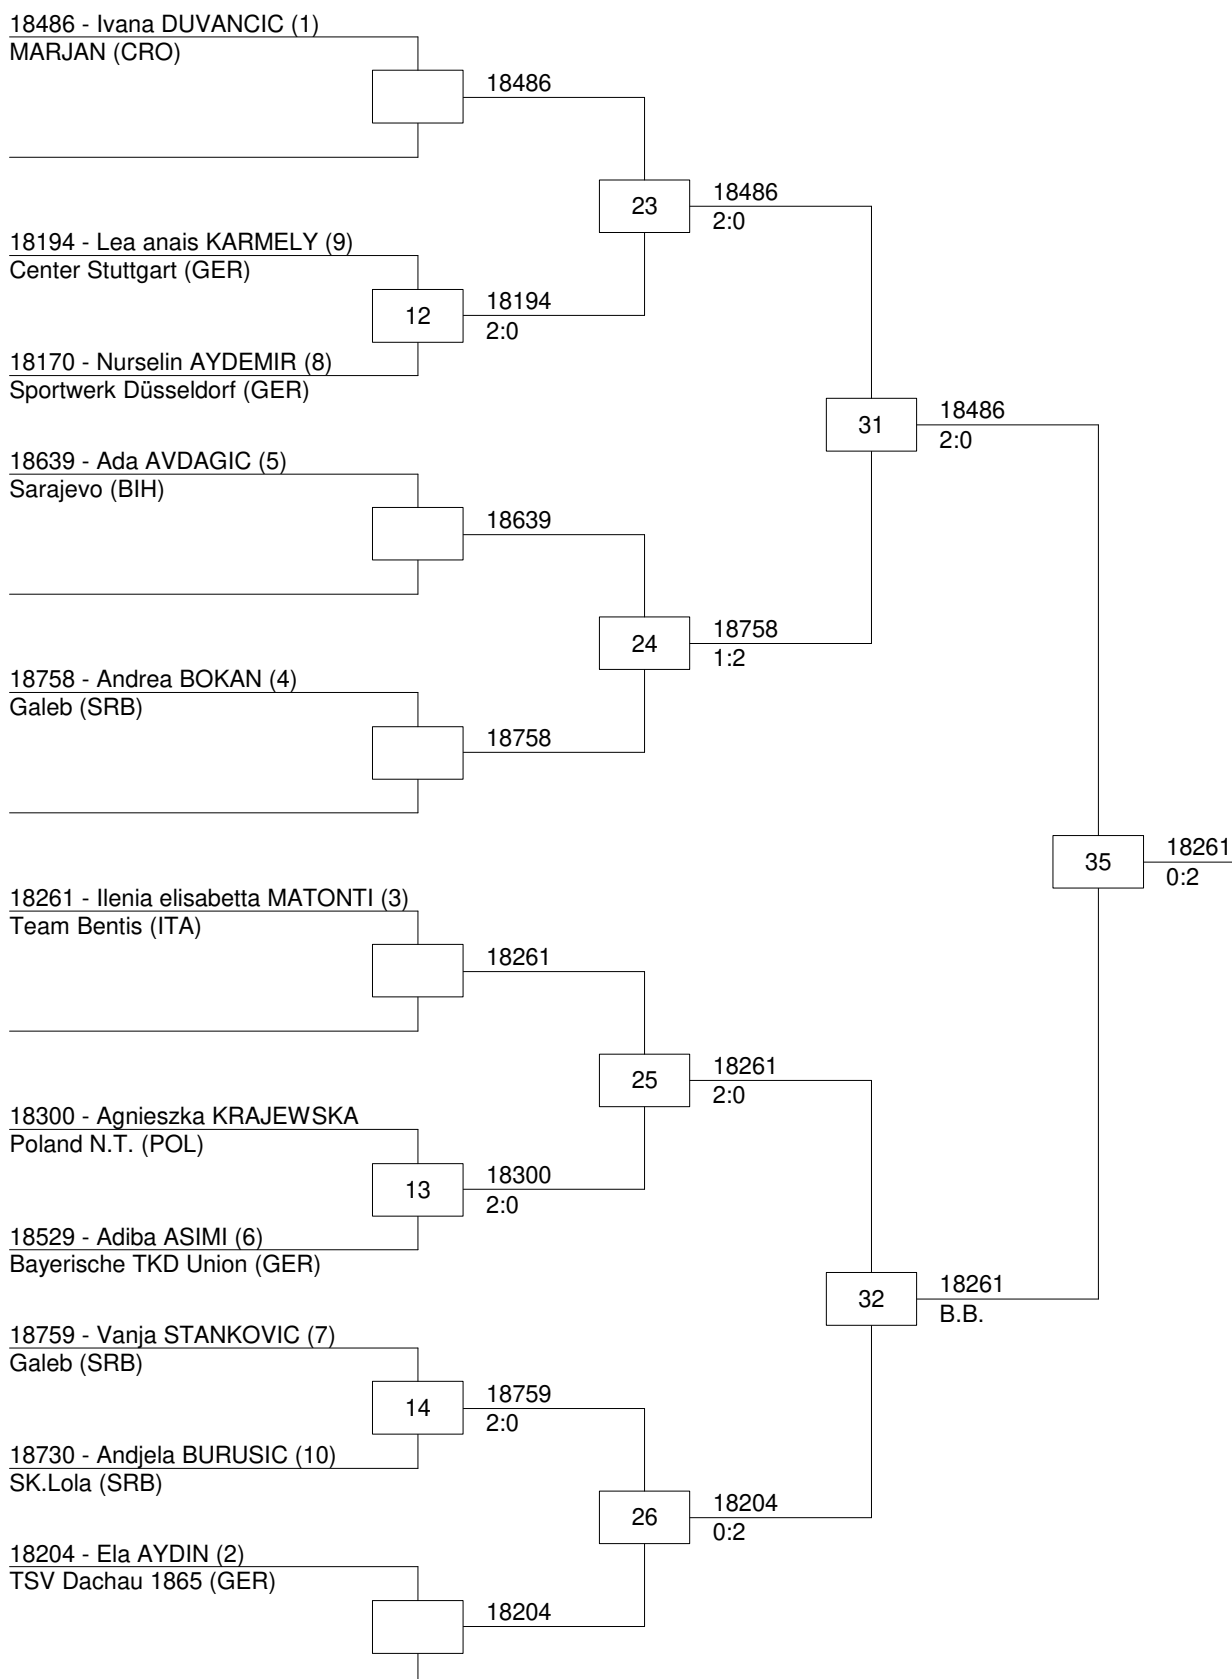 18486 - Ivana DUVANCIC (1)
MARJAN (CRO)
18486
23
18486
2:0
18194 - Lea anais KARMELY (9)
Center Stuttgart (GER)
12
18194
2:0
18170 - Nurselin AYDEMIR (8)
Sportwerk Düsseldorf (GER)
31
18486
2:0
18639 - Ada AVDAGIC (5)
Sarajevo (BIH)
18639
24
18758
1:2
18758 - Andrea BOKAN (4)
Galeb (SRB)
18758
35
18261
0:2
18261 - Ilenia elisabetta MATONTI (3)
Team Bentis (ITA)
18261
25
18261
2:0
18300 - Agnieszka KRAJEWSKA
Poland N.T. (POL)
13
18300
2:0
18529 - Adiba ASIMI (6)
Bayerische TKD Union (GER)
32
18261
B.B.
18759 - Vanja STANKOVIC (7)
Galeb (SRB)
14
18759
2:0
18730 - Andjela BURUSIC (10)
SK.Lola (SRB)
26
18204
0:2
18204 - Ela AYDIN (2)
TSV Dachau 1865 (GER)
18204